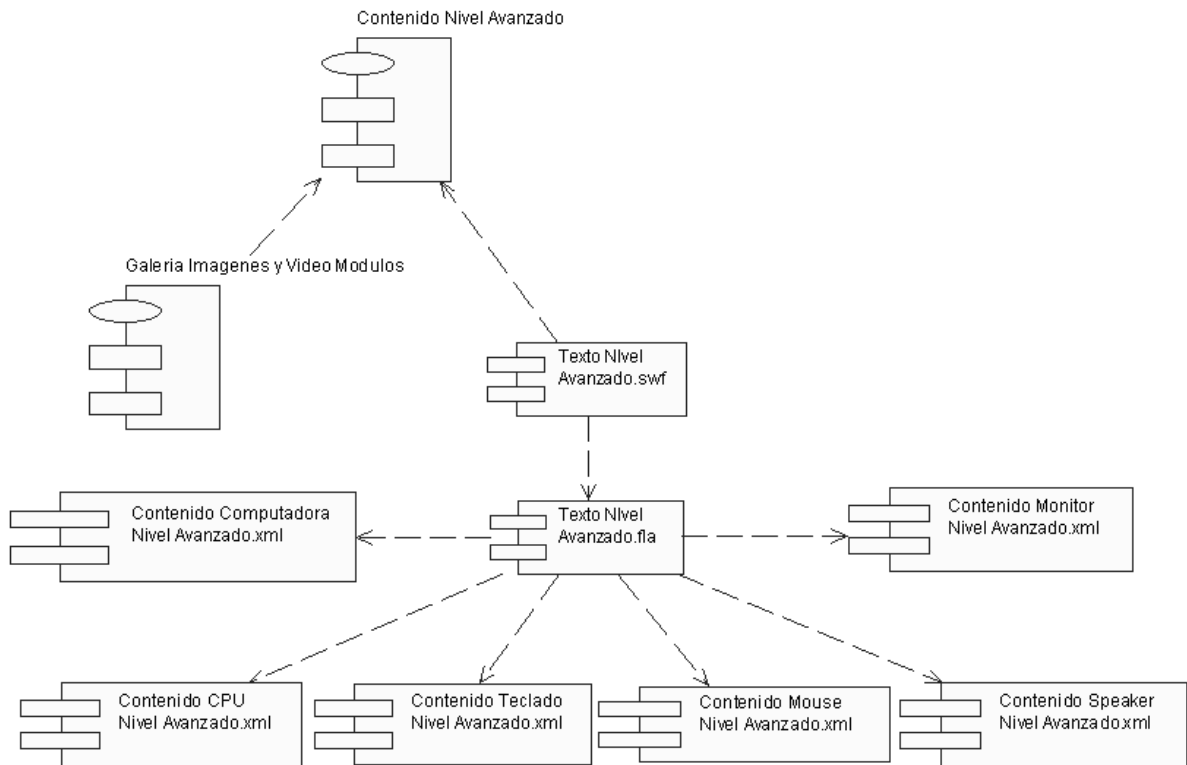 Contenido Nivel Avanzado
Galeria Imagenes y Video Modulos
Texto NIvel
Avanzado.swf
Contenido Computadora
Nivel Avanzado.xml
Texto NIvel
Avanzado.fla
Contenido Monitor
Nivel Avanzado.xml
Contenido CPU
Nivel Avanzado.xml
Contenido Teclado
Nivel Avanzado.xml
Contenido Mouse
Nivel Avanzado.xml
Contenido Speaker
Nivel Avanzado.xml